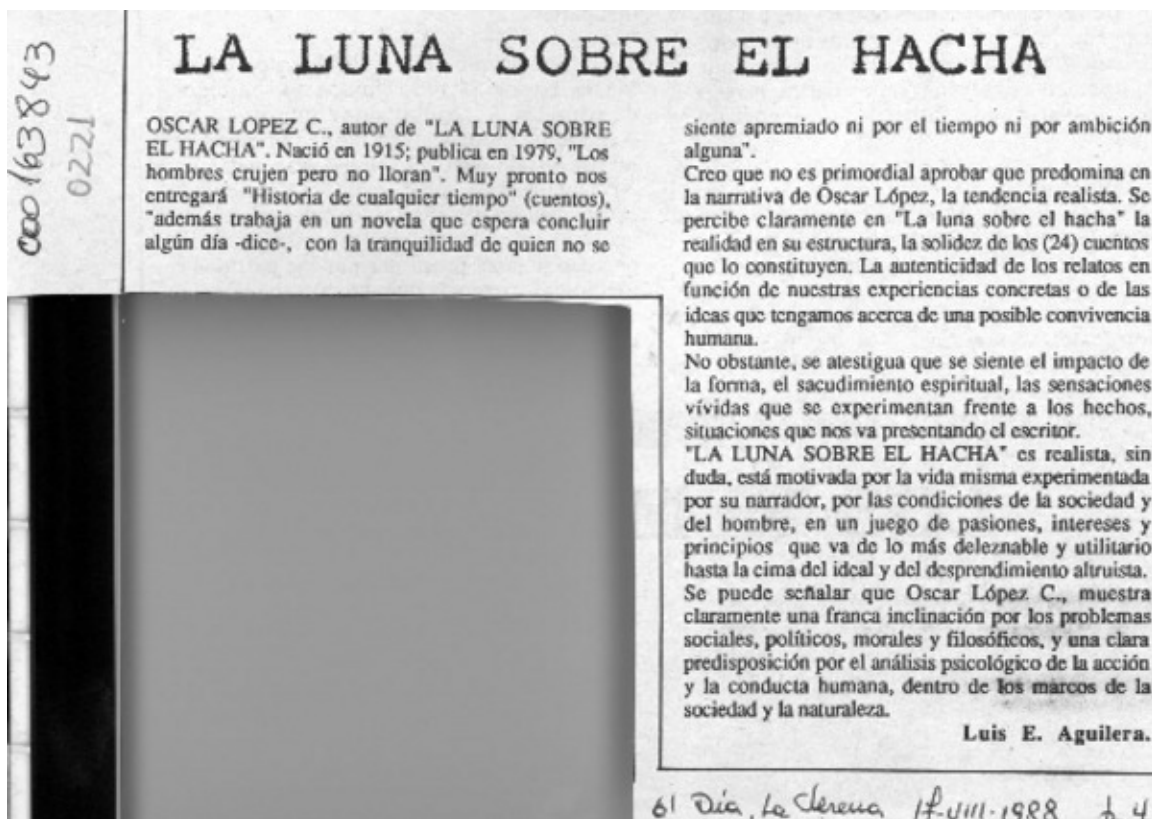 000163843
0221
LA LUNA SOBRE EL HACHA
OSCAR LOPEZ C., autor de "LA LUNA SOBRE
EL HACHA". Nació en 1915; publica en 1979, "Los
hombres crujen pero no lloran". Muy pronto nos
entregará "Historia de cualquier tiempo" (cuentos),
"además trabaja en un novela que espera concluir
algún día -dice-, con la tranquilidad de quien no se
siente apremiado ni por el tiempo ni por ambición
alguna".
Creo que no es primordial aprobar que predomina en
la narrativa de Oscar López, la tendencia realista. Se
percibe claramente en "La luna sobre el hacha" la
realidad en su estructura, la solidez de los (24) cuentos
que lo constituyen. La autenticidad de los relatos en
función de nuestras experiencias concretas o de las
ideas que tengamos acerca de una posible convivencia
humana.
No obstante, se atestigua que se siente el impacto de
la forma, el sacudimiento espiritual, las sensaciones
vívidas que se experimentan frente a los hechos,
situaciones que nos va presentando el escritor.
"LA LUNA SOBRE EL HACHA" es realista, sin
duda, está motivada por la vida misma experimentada
por su narrador, por las condiciones de la sociedad y
del hombre, en un juego de pasiones, intereses y
principios que va de lo más deleznable y utilitario
hasta la cima del ideal y del desprendimiento altruista.
Se puede señalar que Oscar López C., muestra
claramente una franca inclinación por los problemas
sociales, políticos, morales y filosóficos, y una clara
predisposición por el análisis psicológico de la acción
y la conducta humana, dentro de los marcos de la
sociedad y la naturaleza.
Luis E. Aguilera.
El Día, La Serena 17-VIII-1988 p. 4